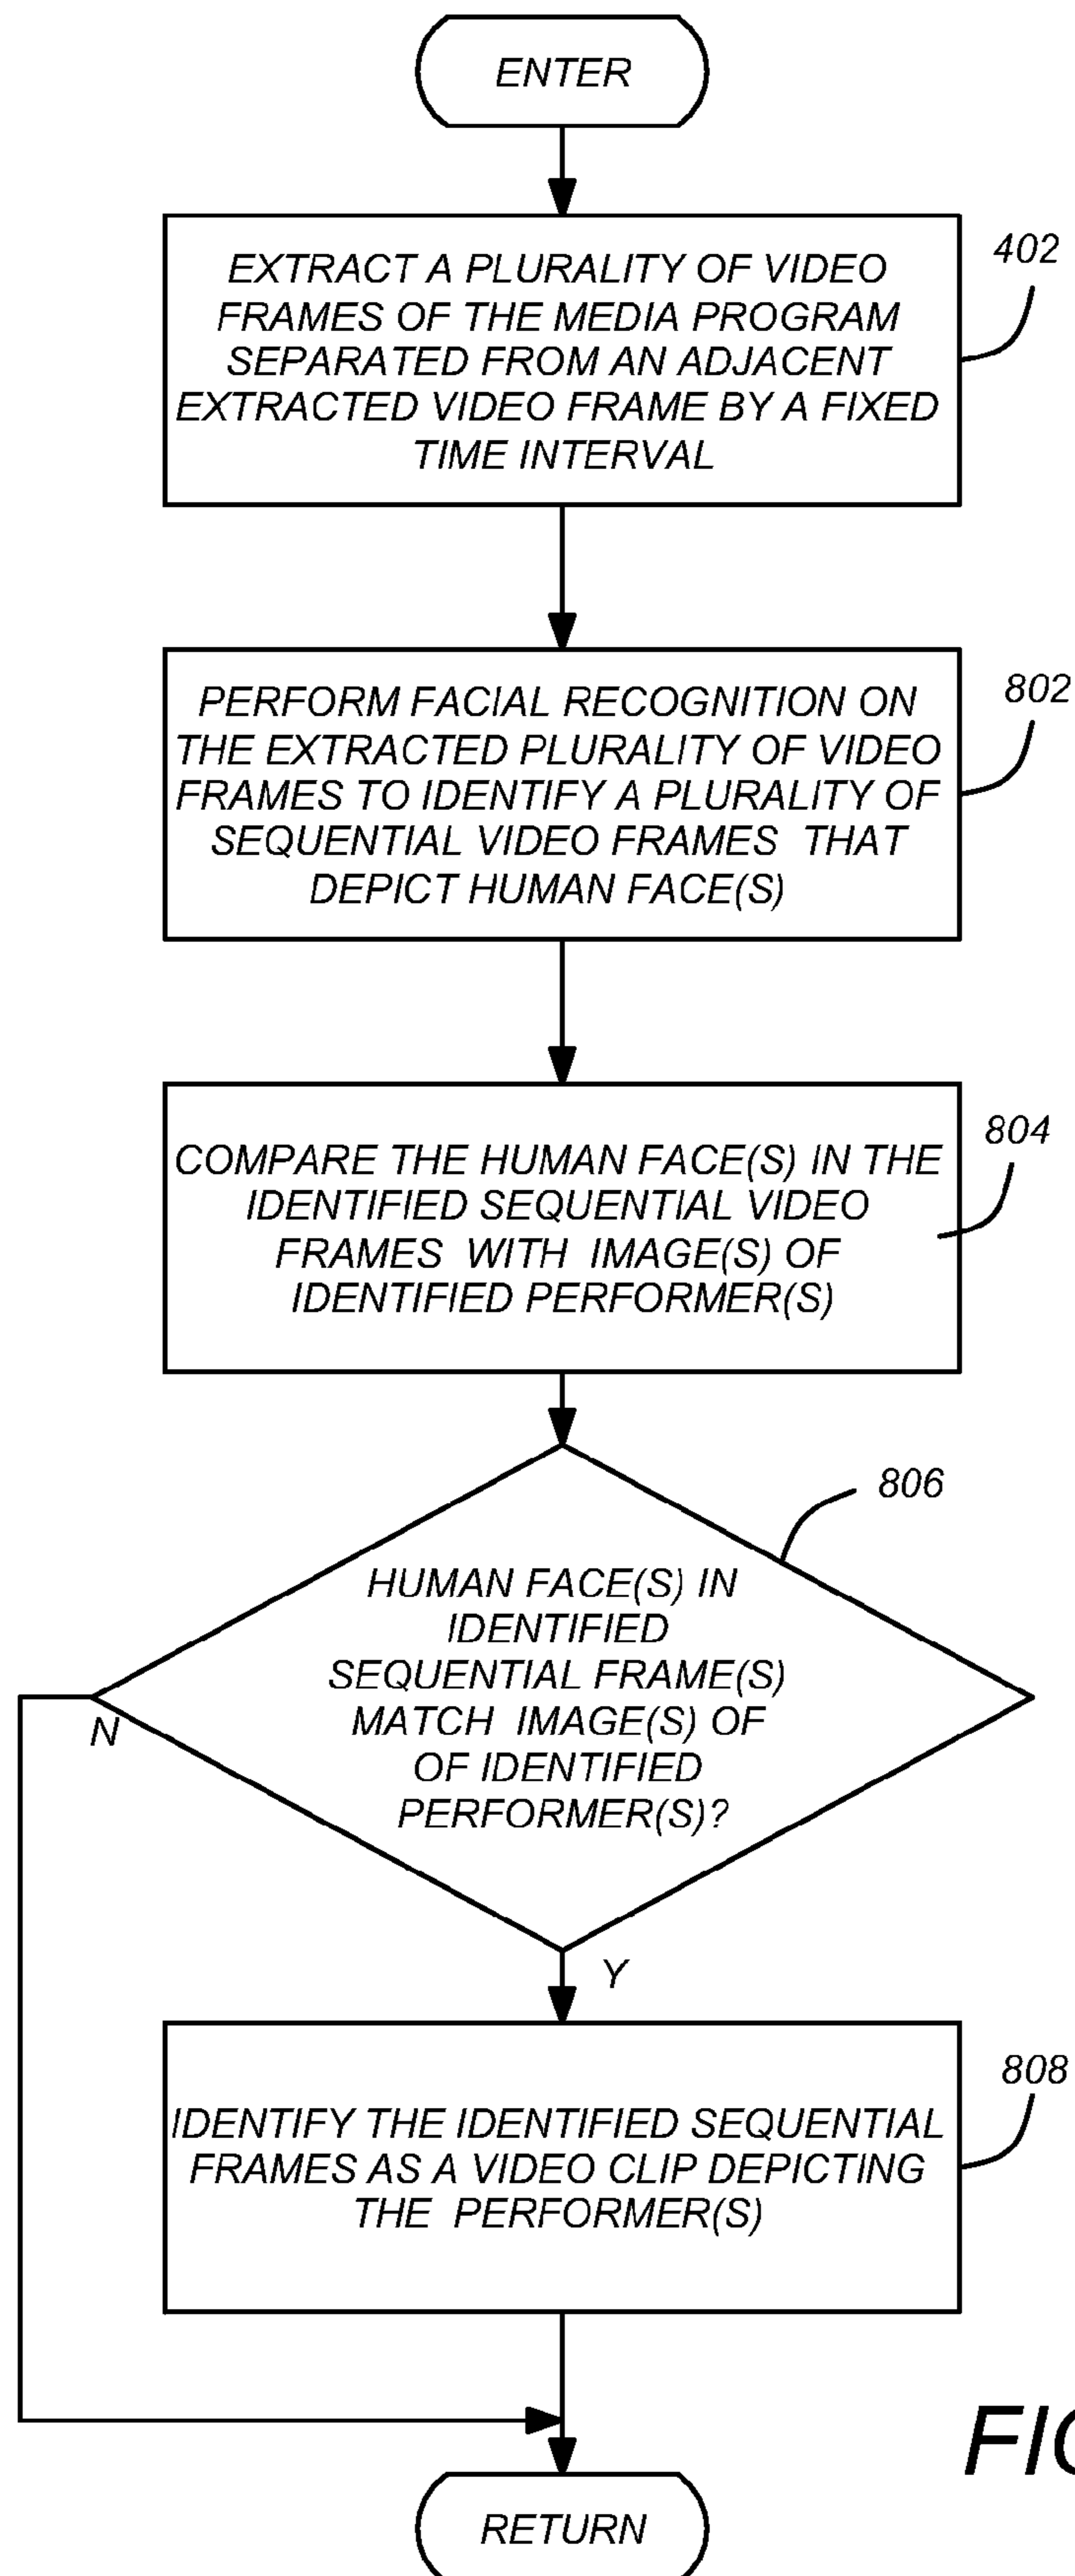 ENTER
EXTRACT A PLURALITY OF VIDEO
FRAMES OF THE MEDIA PROGRAM
SEPARATED FROM AN ADJACENT
EXTRACTED VIDEO FRAME BY A FIXED
TIME INTERVAL
402
PERFORM FACIAL RECOGNITION ON
THE EXTRACTED PLURALITY OF VIDEO
FRAMES TO IDENTIFY A PLURALITY OF
SEQUENTIAL VIDEO FRAMES THAT
DEPICT HUMAN FACE(S)
802
COMPARE THE HUMAN FACE(S) IN THE
IDENTIFIED SEQUENTIAL VIDEO
FRAMES WITH IMAGE(S) OF
IDENTIFIED PERFORMER(S)
804
806
HUMAN FACE(S) IN
IDENTIFIED
SEQUENTIAL FRAME(S)
MATCH IMAGE(S) OF
OF IDENTIFIED
PERFORMER(S)?
N
Y
IDENTIFY THE IDENTIFIED SEQUENTIAL
FRAMES AS A VIDEO CLIP DEPICTING
THE PERFORMER(S)
808
RETURN